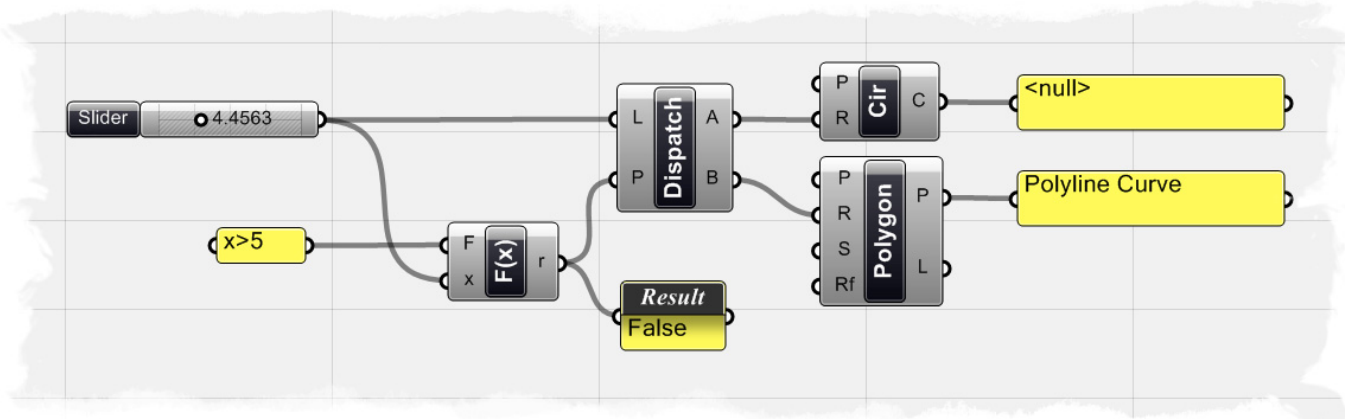 Slider
4.4563
x>5
F
x
F(x)
r
L
P
Dispatch
A
B
Result
False
P
R
Cir
C
<null>
P
R
S
Rf
Polygon
P
L
Polyline Curve